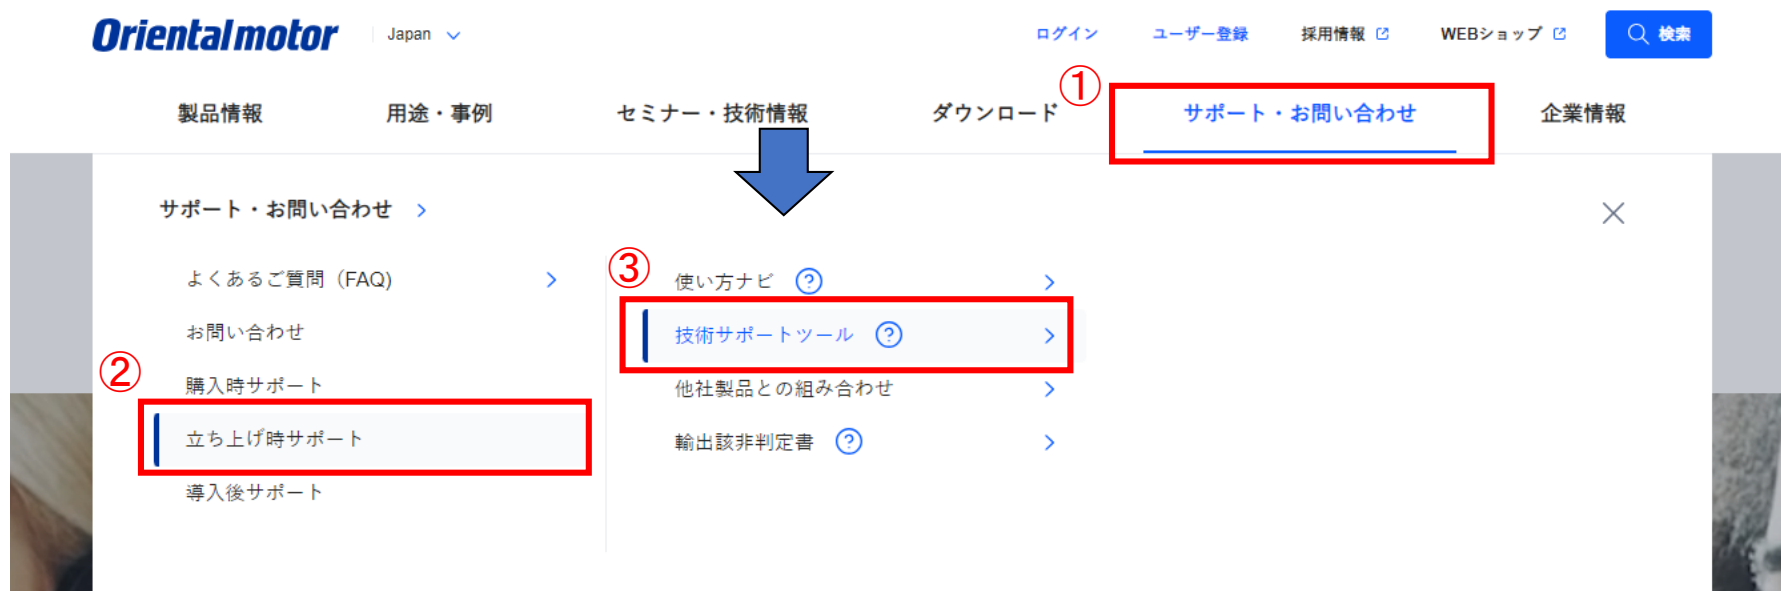 Orientalmotor Japan ログイン ユーザー登録 採用情報 WEBショップ 検索
①
製品情報 用途・事例 セミナー・技術情報 ダウンロード サポート・お問い合わせ 企業情報
サポート・お問い合わせ
よくあるご質問（FAQ)
お問い合わせ
②
購入時サポート
立ち上げ時サポート
導入後サポート
③
使い方ナビ ?
技術サポートツール ?
他社製品との組み合わせ
輸出該非判定書 ?